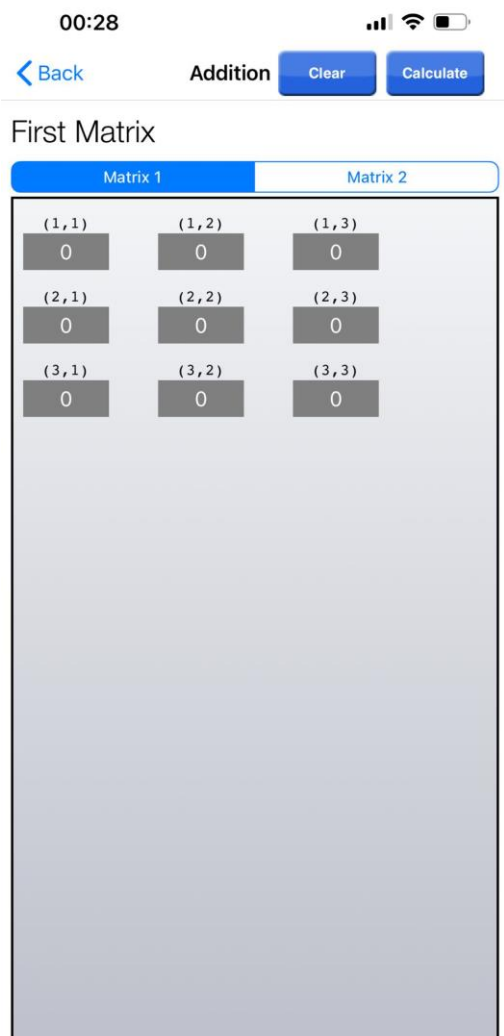 00:28
Back Addition Clear Calculate
First Matrix
Matrix 1 Matrix 2
(1,1) (1,2) (1,3)
0 0 0
(2,1) (2,2) (2,3)
0 0 0
(3,1) (3,2) (3,3)
0 0 0